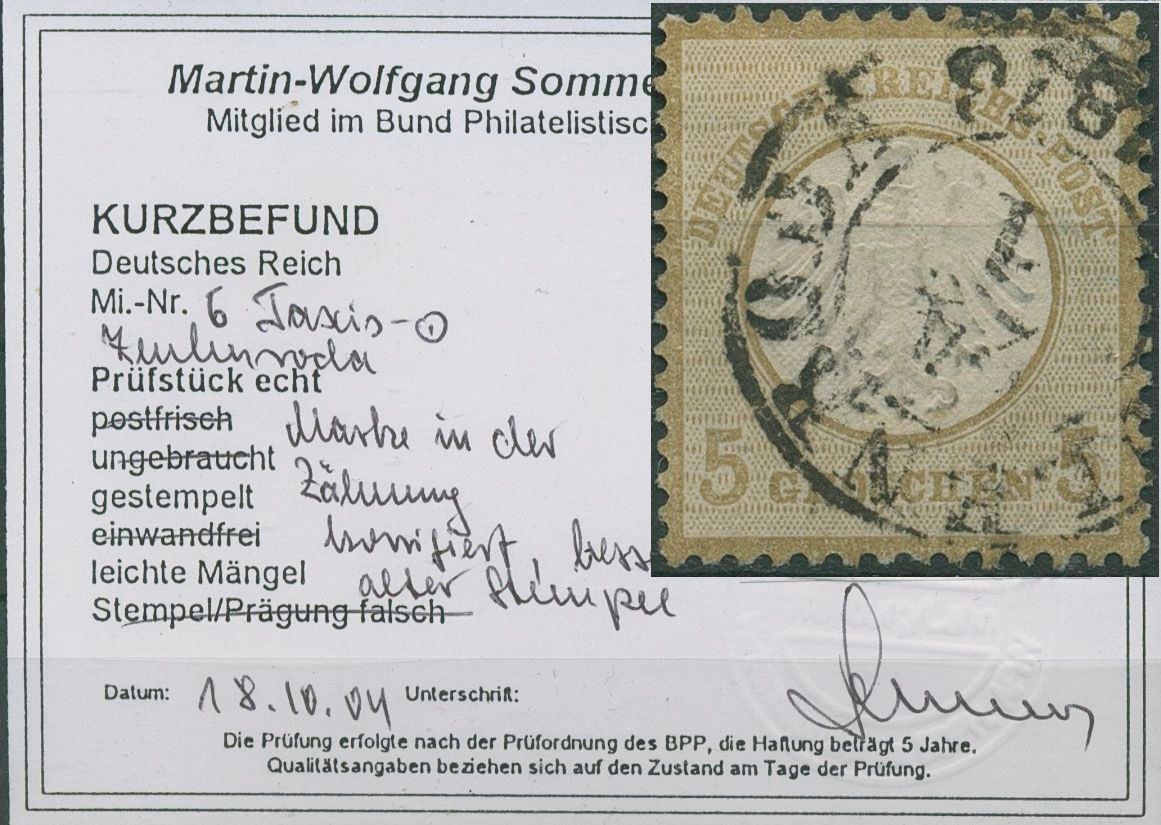 Martin-Wolfgang Somme
Mitglied im Bund Philatelistisc
KURZBEFUND
Deutsches Reich
Mi.-Nr. 6 Taxis-⊙
Zeulenroda
Prüfstück echt
postfrisch Marke in der
ungebraucht Zähnung
gestempelt
einwandfrei korrigiert, bess
leichte Mängel alter Stempel
Stempel/Prägung falsch
Datum: 18.10.04 Unterschrift:
Die Prüfung erfolgte nach der Prüfordnung des BPP, die Haftung beträgt 5 Jahre.
Qualitätsangaben beziehen sich auf den Zustand am Tage der Prüfung.
DEUTSCHE REICHS-POST
5 GROSCHEN 5